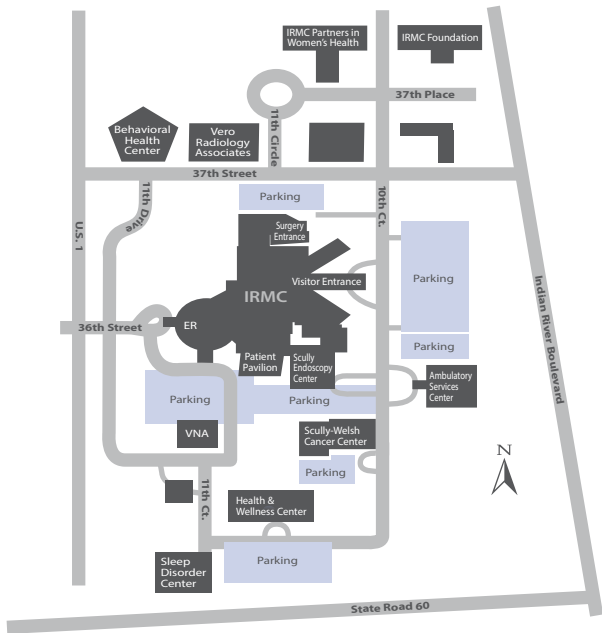 IRMC Partners in
Women's Health
IRMC Foundation
37th Place
11th Circle
Behavioral
Health
Center
Vero
Radiology
Associates
37th Street
11th Drive
U.S. 1
Parking
10th Ct.
Surgery
Entrance
Parking
Visitor Entrance
IRMC
Indian River Boulevard
ER
36th Street
Parking
Patient
Pavilion
Scully
Endoscopy
Center
Ambulatory
Services
Center
Parking
Parking
VNA
Scully-Welsh
Cancer Center
Parking
N
11th Ct.
Health &
Wellness Center
Parking
Sleep
Disorder
Center
State Road 60